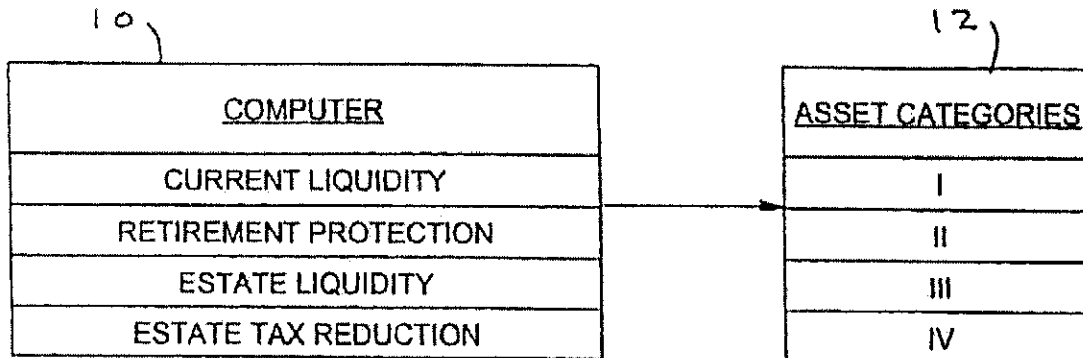 10
12
COMPUTER
ASSET CATEGORIES
CURRENT LIQUIDITY
I
RETIREMENT PROTECTION
II
ESTATE LIQUIDITY
III
ESTATE TAX REDUCTION
IV